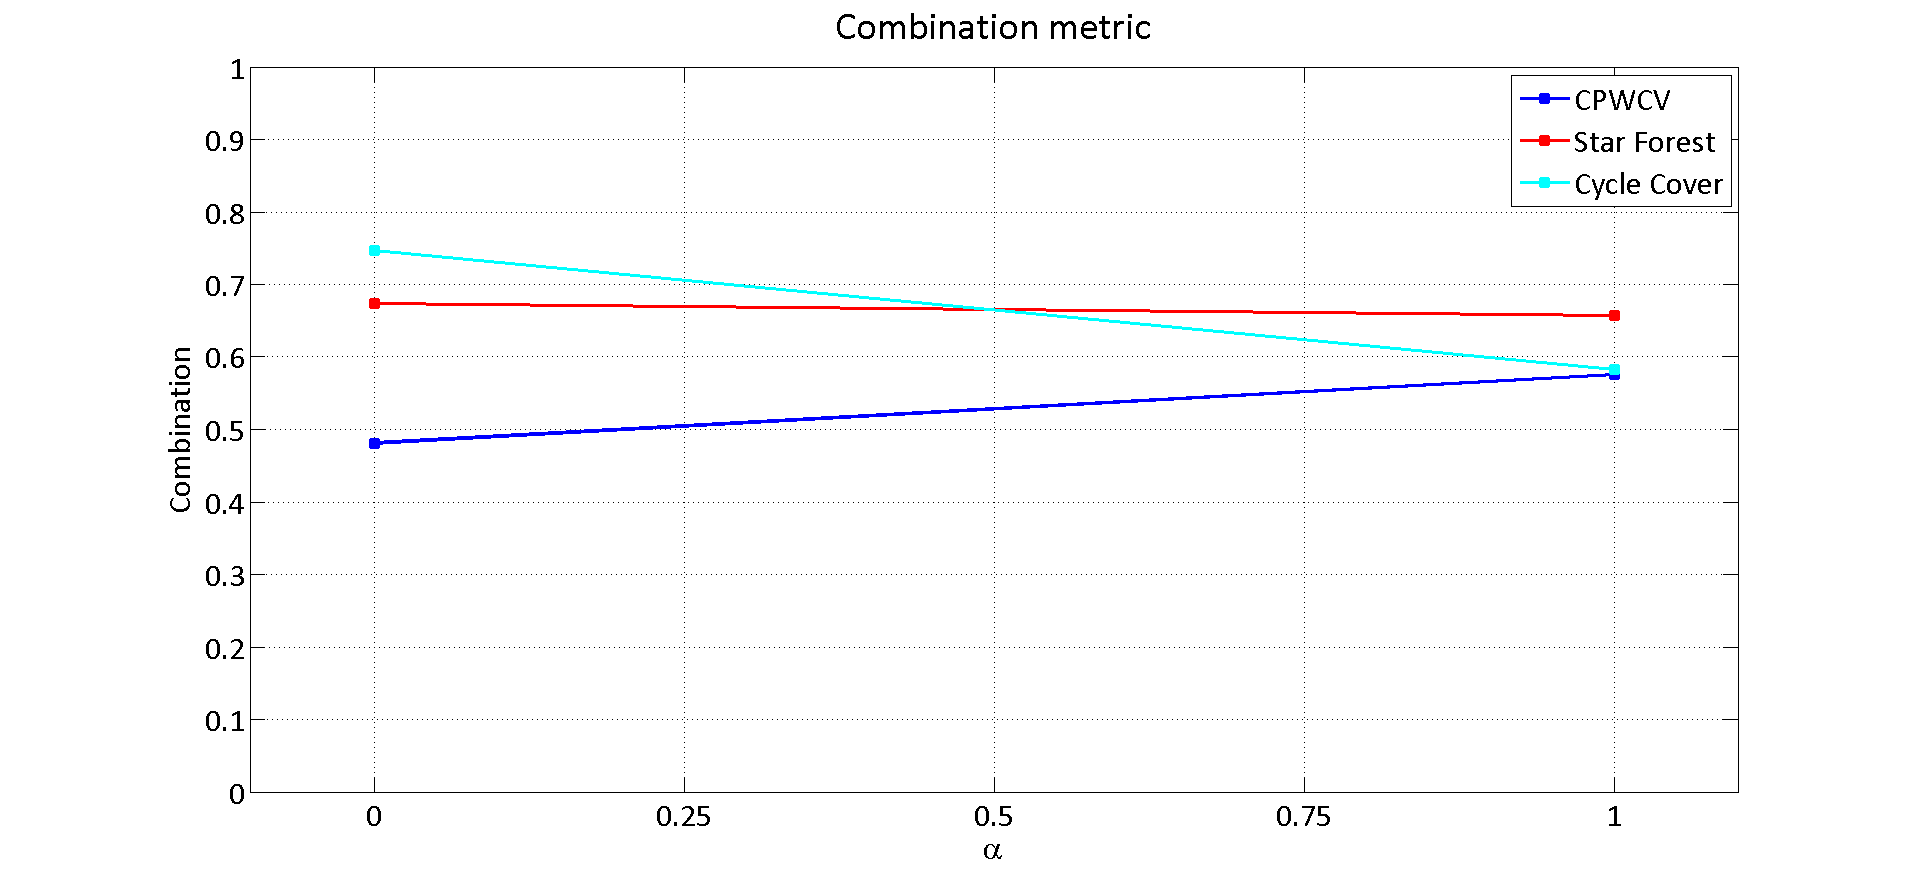 Combination metric
1
0.9
0.8
0.7
0.6
0.5
0.4
0.3
0.2
0.1
0
Combination
CPWCV
Star Forest
Cycle Cover
0 0.25 0.5 0.75 1
α